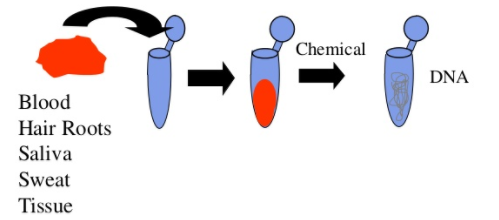 Chemical
DNA
Blood
Hair Roots
Saliva
Sweat
Tissue